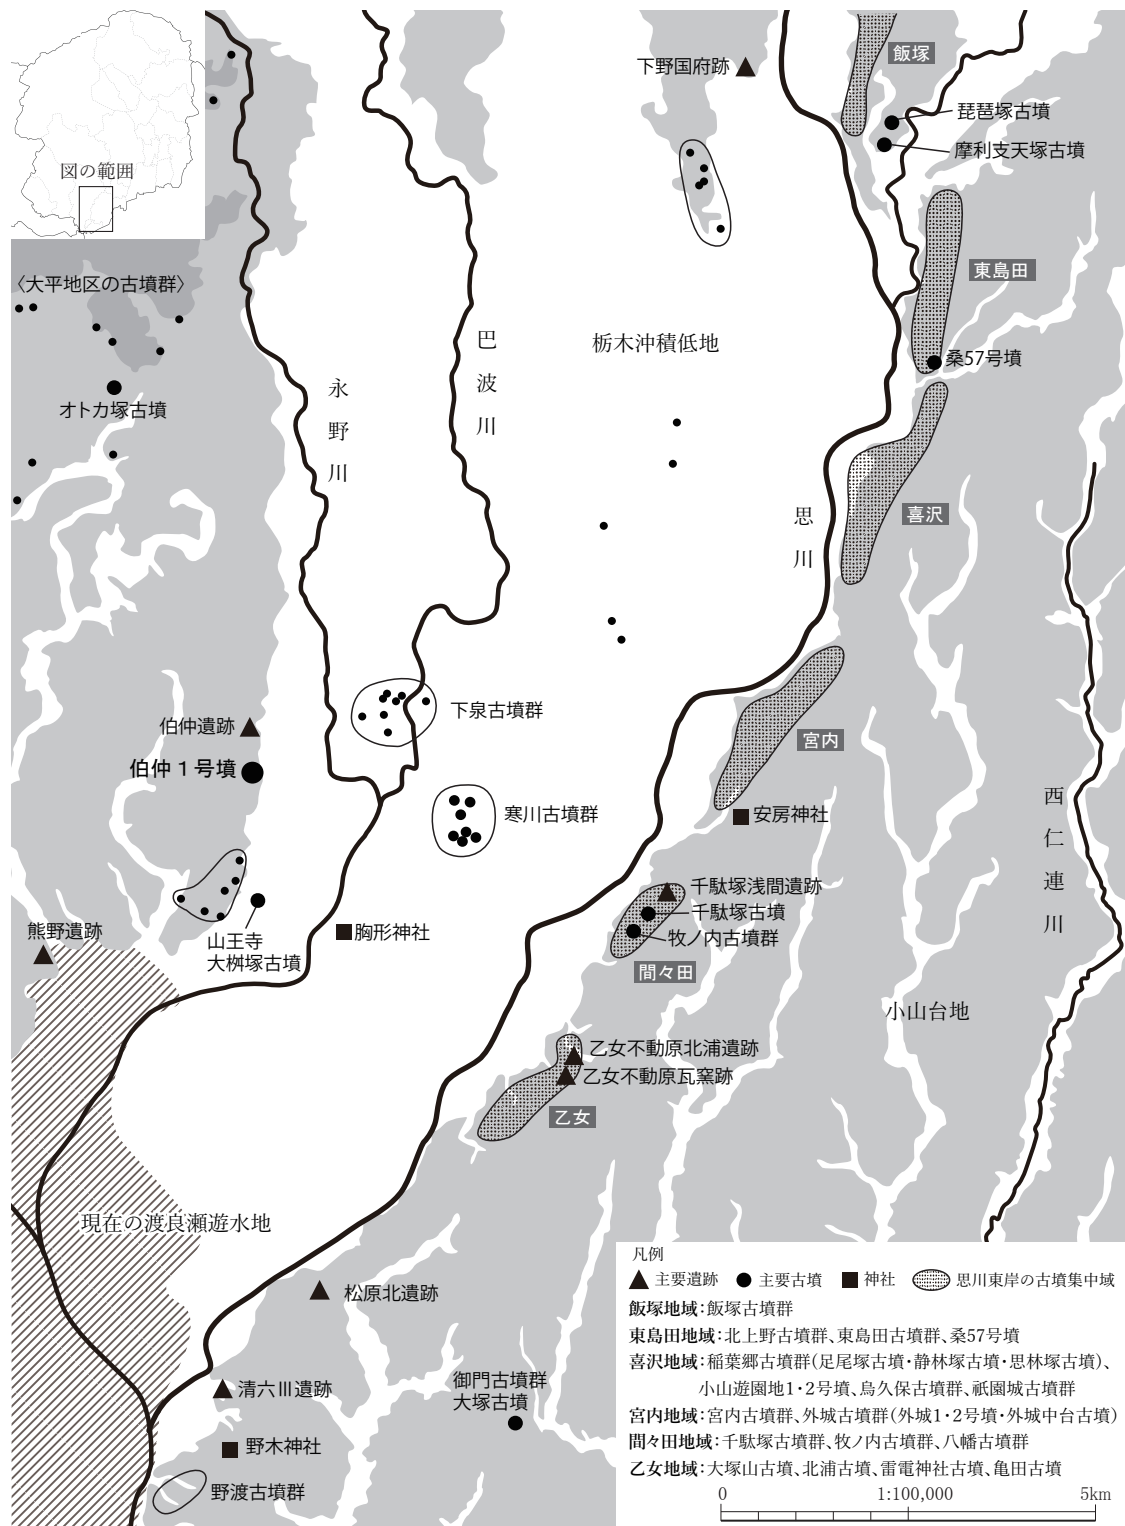 図の範囲
下野国府跡
飯塚
琵琶塚古墳
摩利支天塚古墳
東島田
〈大平地区の古墳群〉
オトカ塚古墳
永野川
巴波川
栃木沖積低地
桑57号墳
喜沢
思川
下泉古墳群
伯仲遺跡
伯仲1号墳
宮内
安房神社
西仁連川
寒川古墳群
千駄塚浅間遺跡
千駄塚古墳
牧ノ内古墳群
間々田
熊野遺跡
山王寺
大桝塚古墳
胸形神社
小山台地
乙女不動原北浦遺跡
乙女不動原瓦窯跡
乙女
現在の渡良瀬遊水地
松原北遺跡
清六Ⅲ遺跡
御門古墳群
大塚古墳
野木神社
野渡古墳群
凡例
主要遺跡 主要古墳 神社 思川東岸の古墳集中域
飯塚地域：飯塚古墳群
東島田地域：北上野古墳群、東島田古墳群、桑57号墳
喜沢地域：稲葉郷古墳群(足尾塚古墳・静林塚古墳・思林塚古墳)、
小山遊園地1・2号墳、烏久保古墳群、祇園城古墳群
宮内地域：宮内古墳群、外城古墳群(外城1・2号墳・外城中台古墳)
間々田地域：千駄塚古墳群、牧ノ内古墳群、八幡古墳群
乙女地域：大塚山古墳、北浦古墳、雷電神社古墳、亀田古墳
0 1:100,000 5km